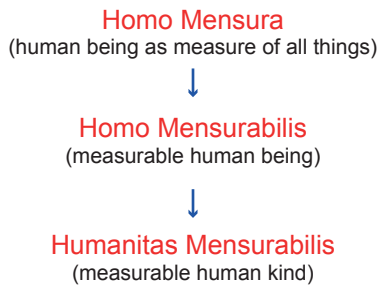 Homo Mensura
(human being as measure of all things)
Homo Mensurabilis
(measurable human being)
Humanitas Mensurabilis
(measurable human kind)